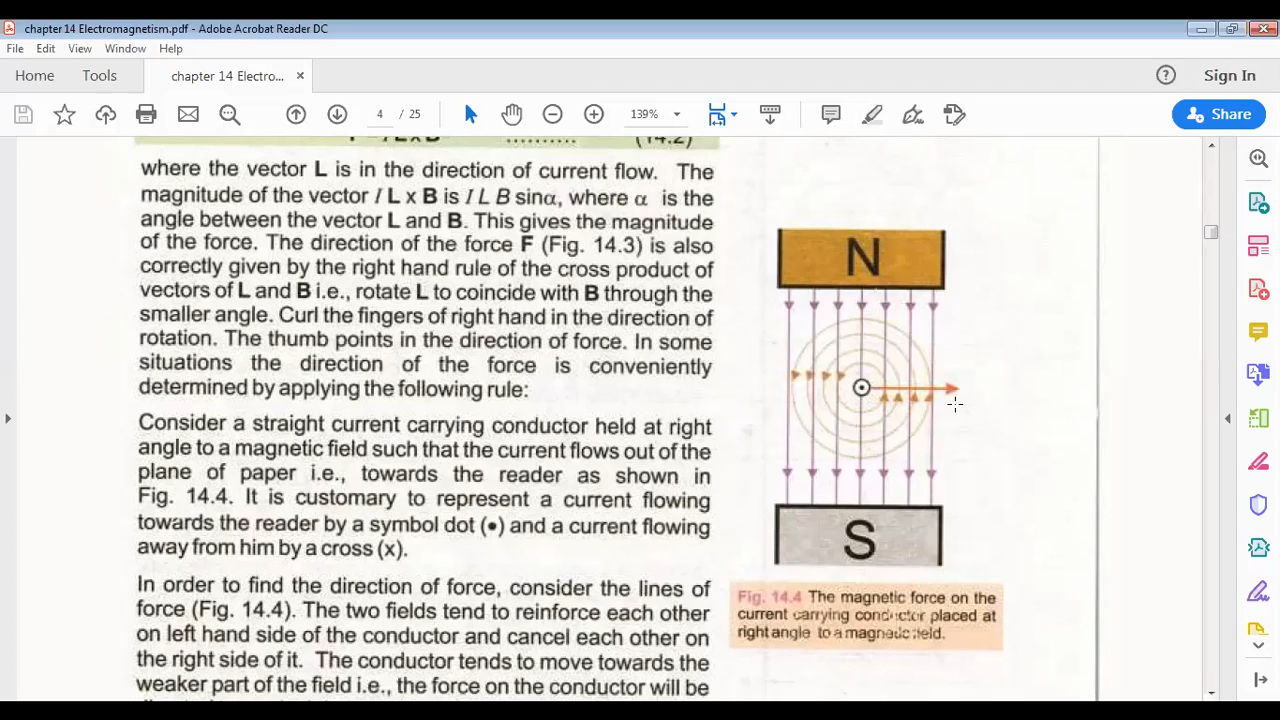 chapter 14 Electromagnetism.pdf - Adobe Acrobat Reader DC
File Edit View Window Help
Home Tools chapter 14 Electro... × Sign In
4 / 25 139% Share
(14.2)
where the vector L is in the direction of current flow. The
magnitude of the vector I L x B is I L B sinα, where α is the
angle between the vector L and B. This gives the magnitude
of the force. The direction of the force F (Fig. 14.3) is also
correctly given by the right hand rule of the cross product of
vectors of L and B i.e., rotate L to coincide with B through the
smaller angle. Curl the fingers of right hand in the direction of
rotation. The thumb points in the direction of force. In some
situations the direction of the force is conveniently
determined by applying the following rule:
Consider a straight current carrying conductor held at right
angle to a magnetic field such that the current flows out of the
plane of paper i.e., towards the reader as shown in
Fig. 14.4. It is customary to represent a current flowing
towards the reader by a symbol dot (•) and a current flowing
away from him by a cross (x).
In order to find the direction of force, consider the lines of
force (Fig. 14.4). The two fields tend to reinforce each other
on left hand side of the conductor and cancel each other on
the right side of it. The conductor tends to move towards the
weaker part of the field i.e., the force on the conductor will be
N
S
Fig. 14.4 The magnetic force on the
current carrying conductor placed at
right angle to a magnetic field.